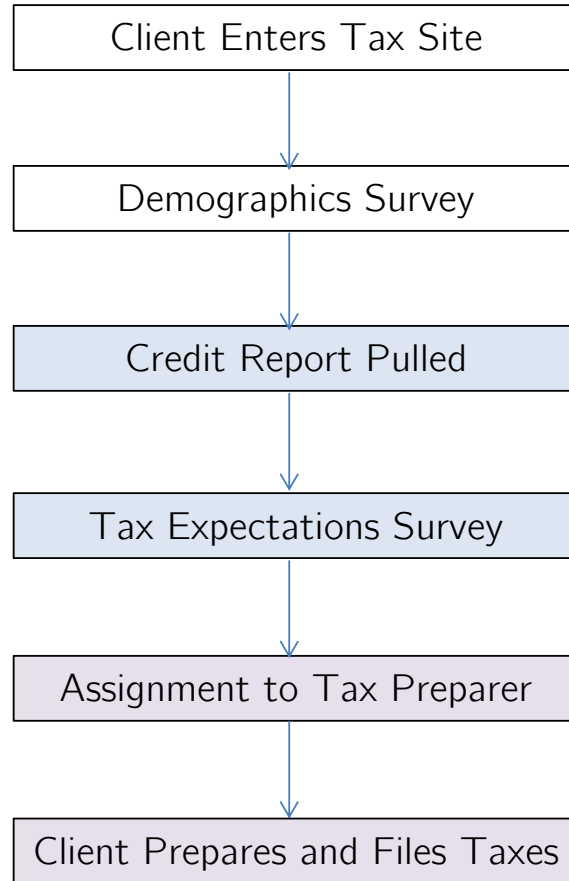 Client Enters Tax Site
Demographics Survey
Credit Report Pulled
Tax Expectations Survey
Assignment to Tax Preparer
Client Prepares and Files Taxes